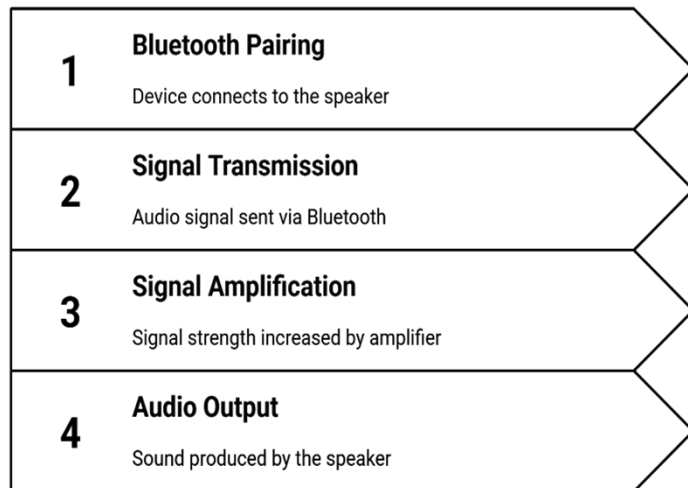 1
Bluetooth Pairing
Device connects to the speaker
2
Signal Transmission
Audio signal sent via Bluetooth
3
Signal Amplification
Signal strength increased by amplifier
4
Audio Output
Sound produced by the speaker